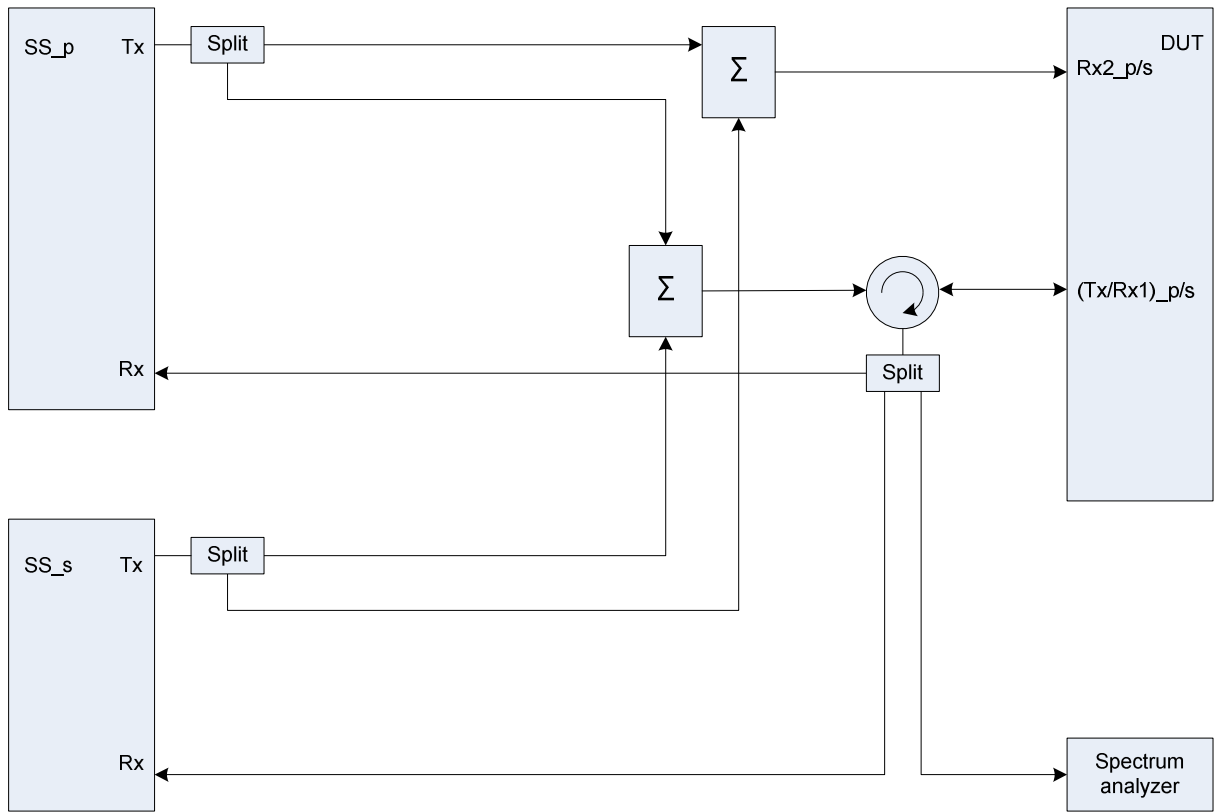 SS_p
Tx
Split
Σ
DUT
Rx2_p/s
Σ
(Tx/Rx1)_p/s
Rx
Split
SS_s
Tx
Split
Rx
Spectrum
analyzer